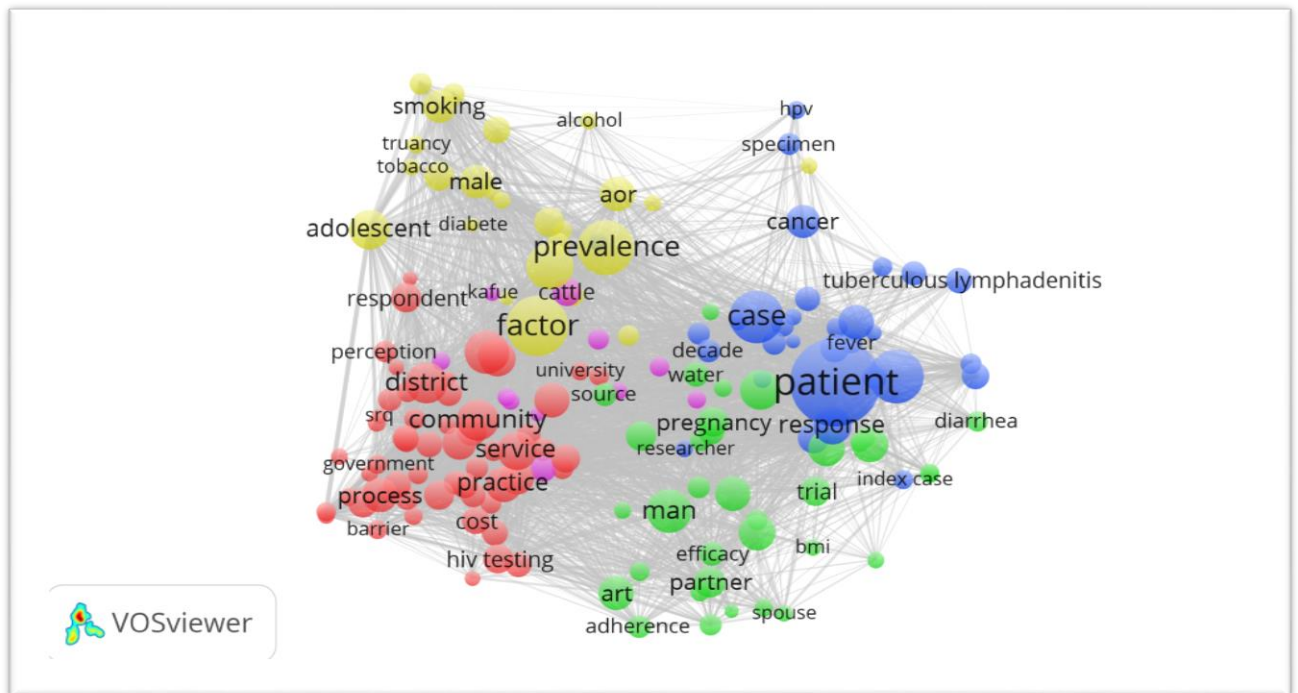 smoking
alcohol
hpv
truancy
specimen
tobacco
male
aor
adolescent
diabete
prevalence
cancer
respondent
kafue
cattle
tuberculous lymphadenitis
factor
case
perception
university
decade
fever
district
source
water
patient
srq
community
pregnancy
response
diarrhea
government
service
researcher
process
practice
index case
barrier
cost
man
trial
hiv testing
efficacy
bmi
art
partner
adherence
spouse
VOSviewer